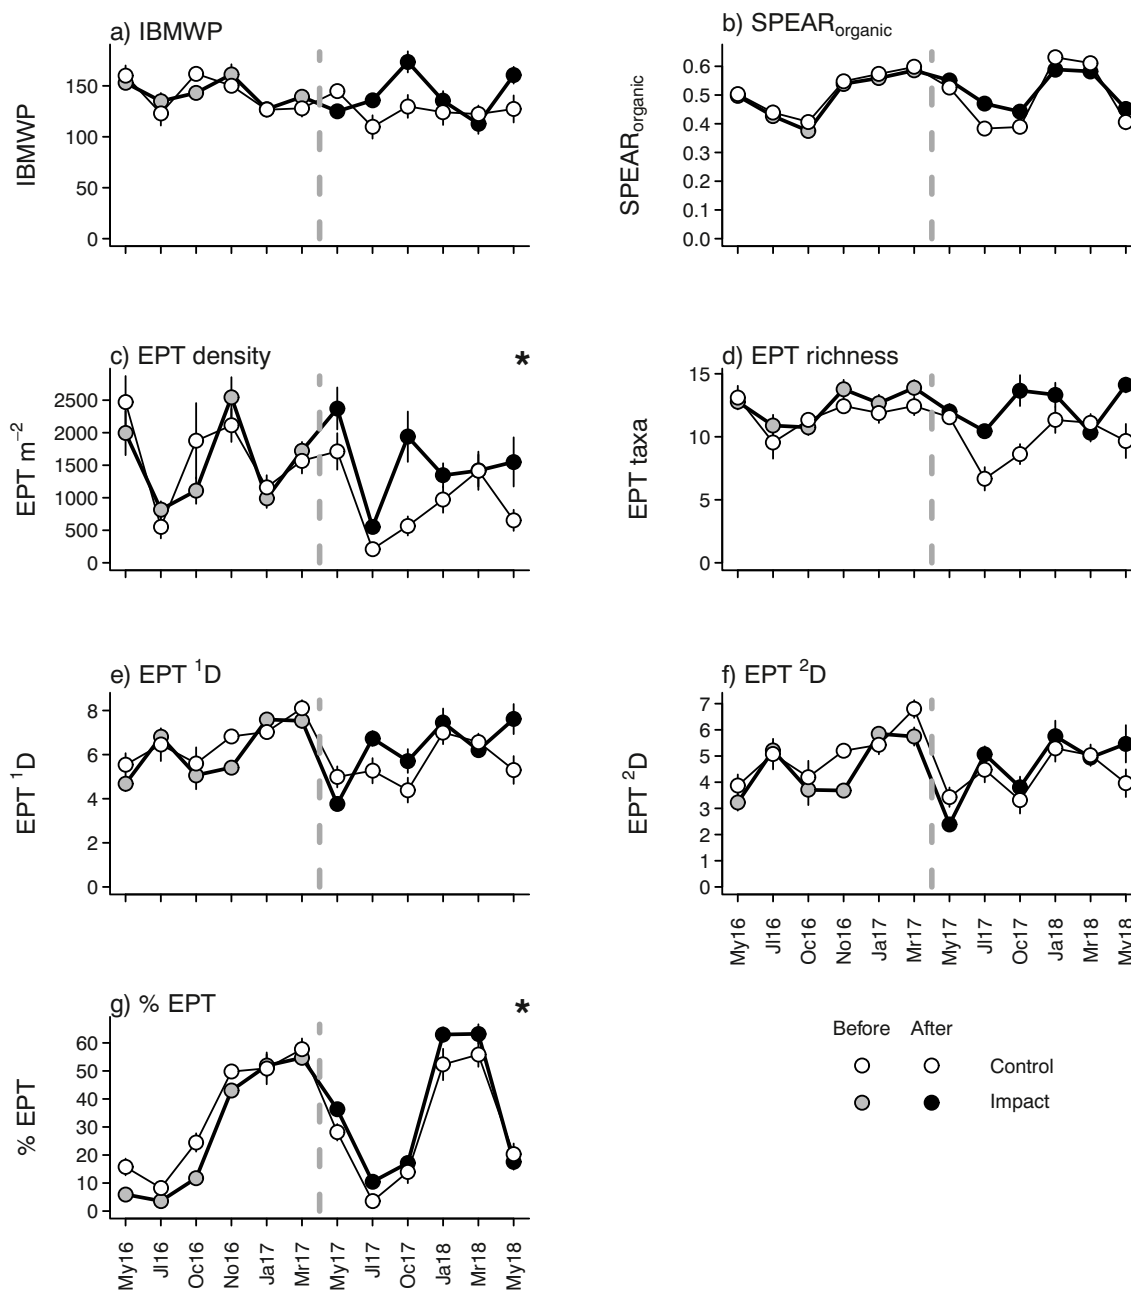 a) IBMWP
IBMWP
150
100
50
0
b) SPEARorganic
SPEARorganic
0.6
0.5
0.4
0.3
0.2
0.1
0.0
c) EPT density
*
EPT m−2
2500
2000
1500
1000
500
0
d) EPT richness
EPT taxa
15
10
5
0
e) EPT 1D
EPT 1D
8
6
4
2
0
f) EPT 2D
EPT 2D
7
6
5
4
3
2
1
0
My16 Jl16 Oc16 No16 Ja17 Mr17 My17 Jl17 Oc17 Ja18 Mr18 My18
g) % EPT
*
% EPT
60
50
40
30
20
10
0
My16 Jl16 Oc16 No16 Ja17 Mr17 My17 Jl17 Oc17 Ja18 Mr18 My18
Before After
Control
Impact